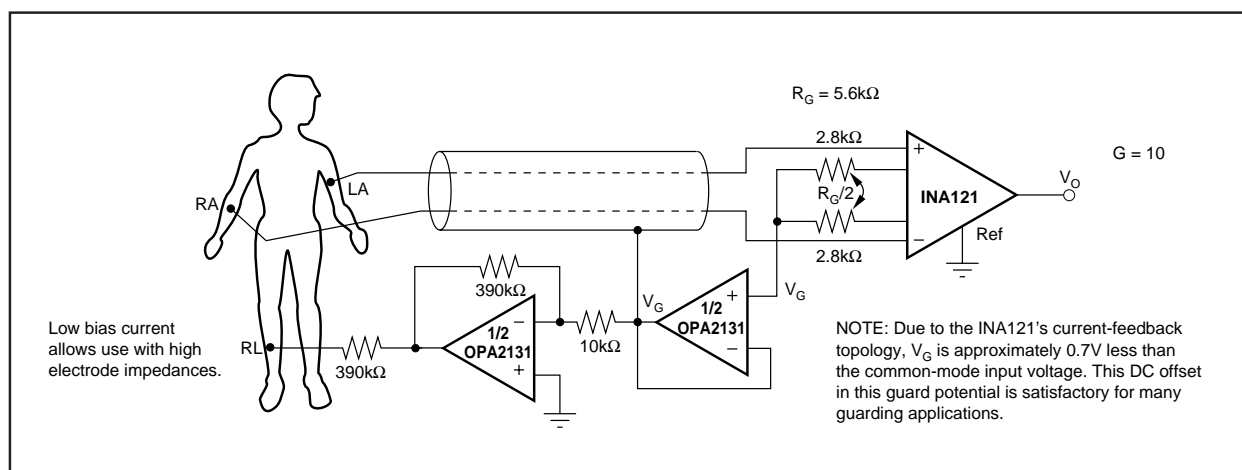 R_G = 5.6kΩ
2.8kΩ
+
G = 10
V_O
LA
RA
R_G/2
INA121
–
Ref
2.8kΩ
390kΩ
V_G
1/2
OPA2131
+
–
V_G
10kΩ
–
1/2
OPA2131
+
390kΩ
RL
Low bias current
allows use with high
electrode impedances.
NOTE: Due to the INA121’s current-feedback
topology, V_G is approximately 0.7V less than
the common-mode input voltage. This DC offset
in this guard potential is satisfactory for many
guarding applications.